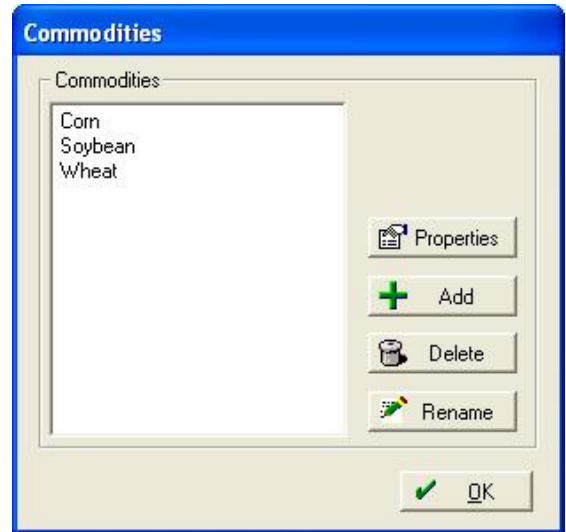 Commodities
Commodities
Corn
Soybean
Wheat
Properties
Add
Delete
Rename
OK